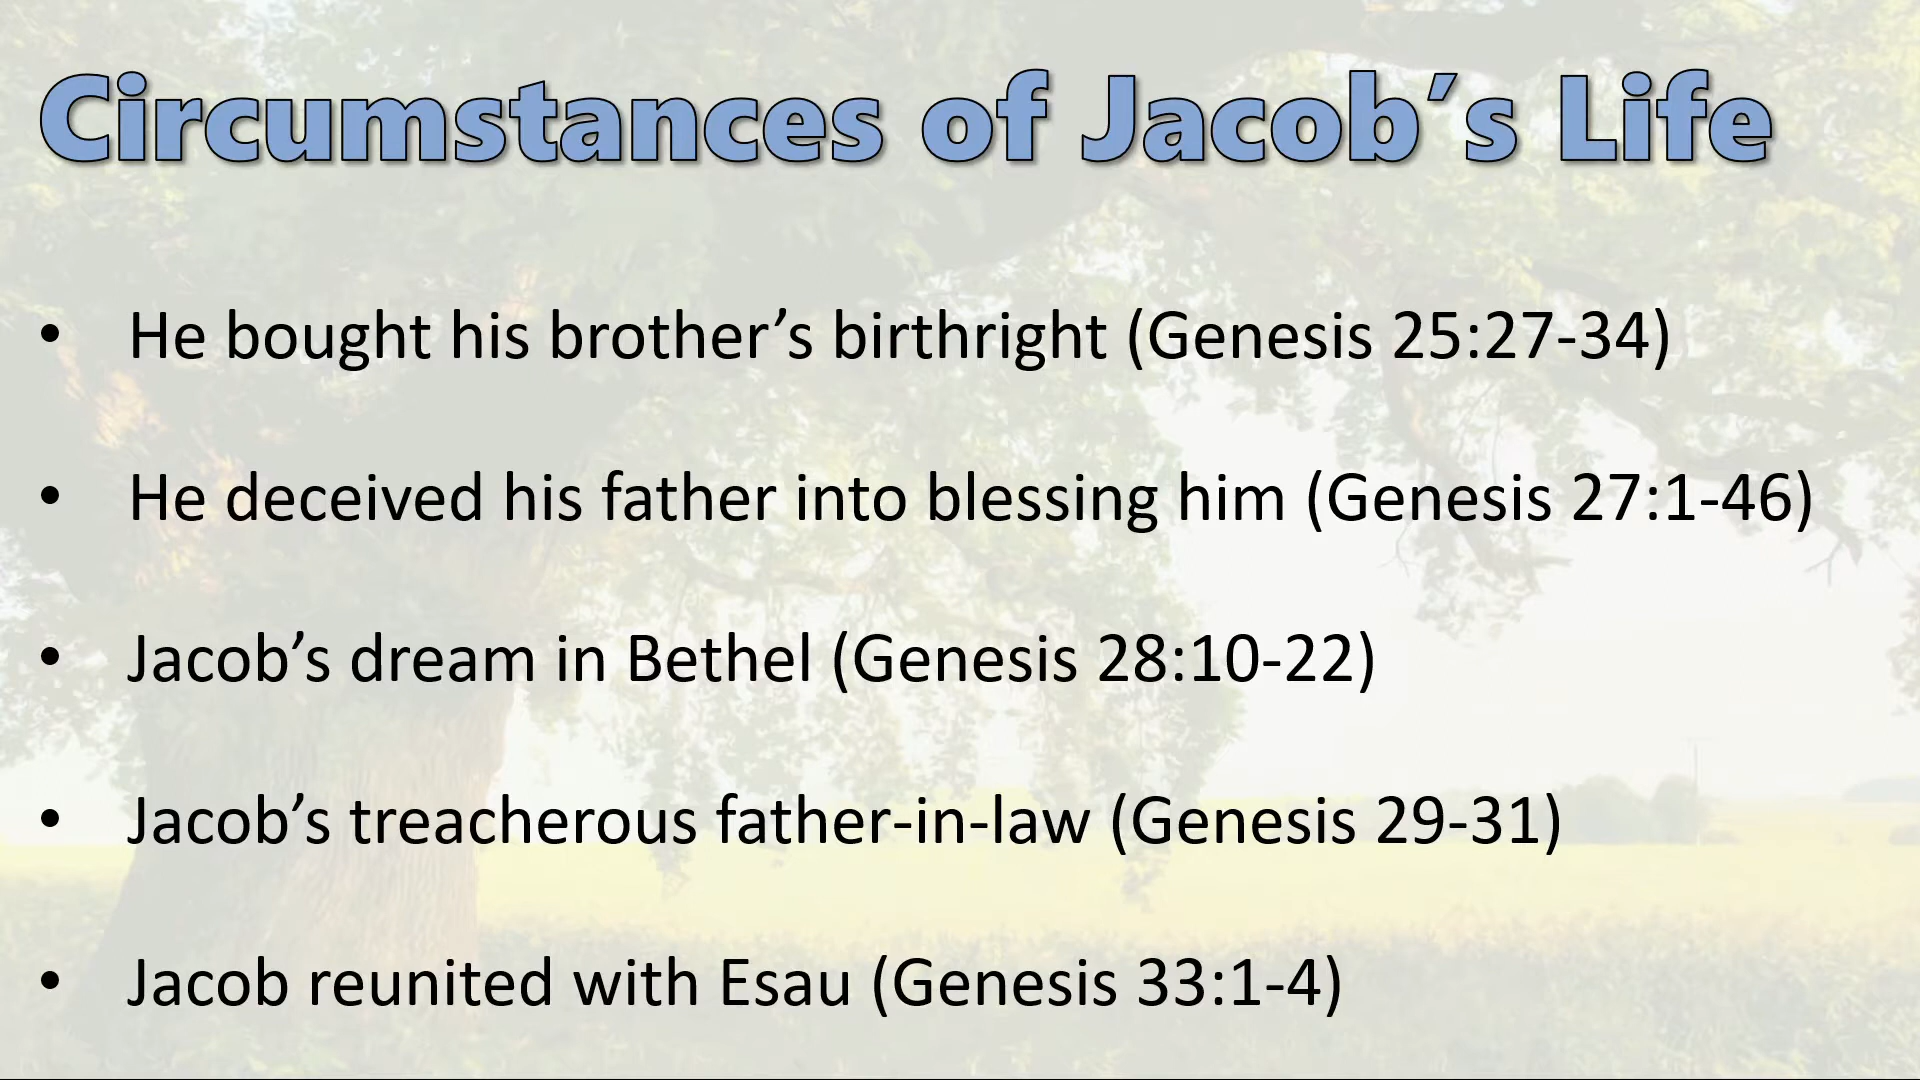 Circumstances of Jacob’s Life
• He bought his brother’s birthright (Genesis 25:27-34)
• He deceived his father into blessing him (Genesis 27:1-46)
• Jacob’s dream in Bethel (Genesis 28:10-22)
• Jacob’s treacherous father-in-law (Genesis 29-31)
• Jacob reunited with Esau (Genesis 33:1-4)